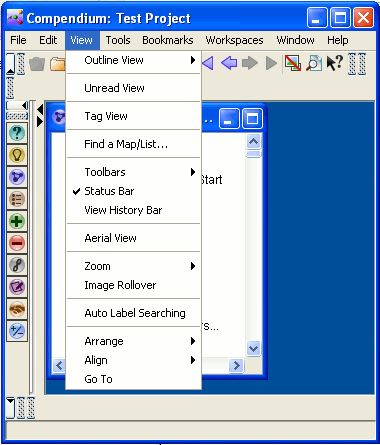 Compendium: Test Project
File Edit View Tools Bookmarks Workspaces Window Help
Outline View
Unread View
Tag View
Find a Map/List...
Toolbars
Start
Status Bar
View History Bar
Aerial View
Zoom
Image Rollover
Auto Label Searching
rs...
Arrange
Align
Go To